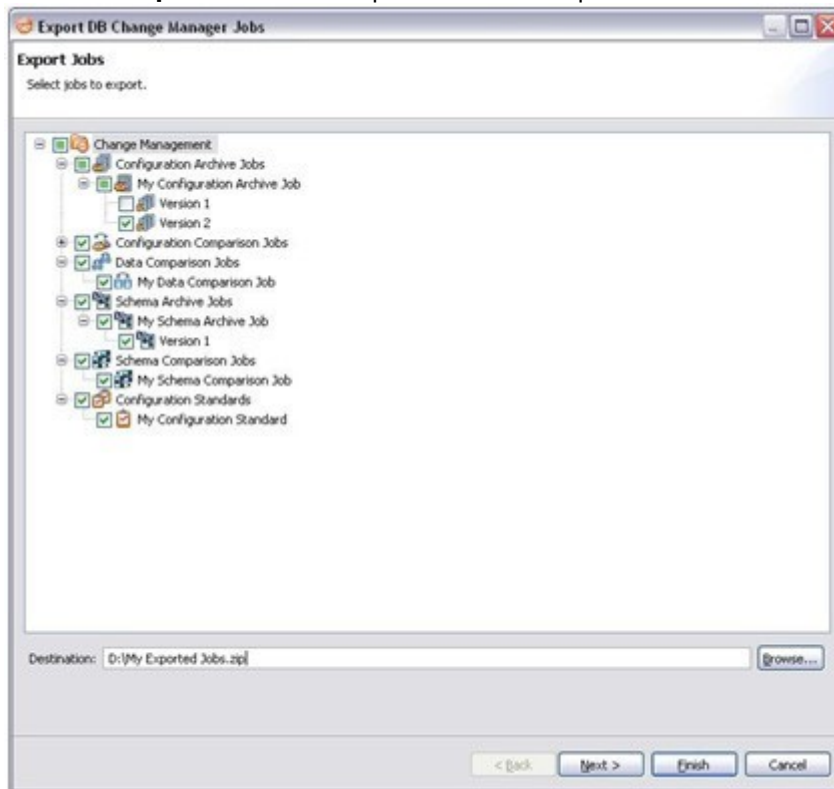 Export DB Change Manager Jobs
Export Jobs
Select jobs to export.
Change Management
Configuration Archive Jobs
My Configuration Archive Job
Version 1
Version 2
Configuration Comparison Jobs
Data Comparison Jobs
My Data Comparison Job
Schema Archive Jobs
My Schema Archive Job
Version 1
Schema Comparison Jobs
My Schema Comparison Job
Configuration Standards
My Configuration Standard
Destination: D:\My Exported Jobs.zip Browse...
< Back Next > Finish Cancel